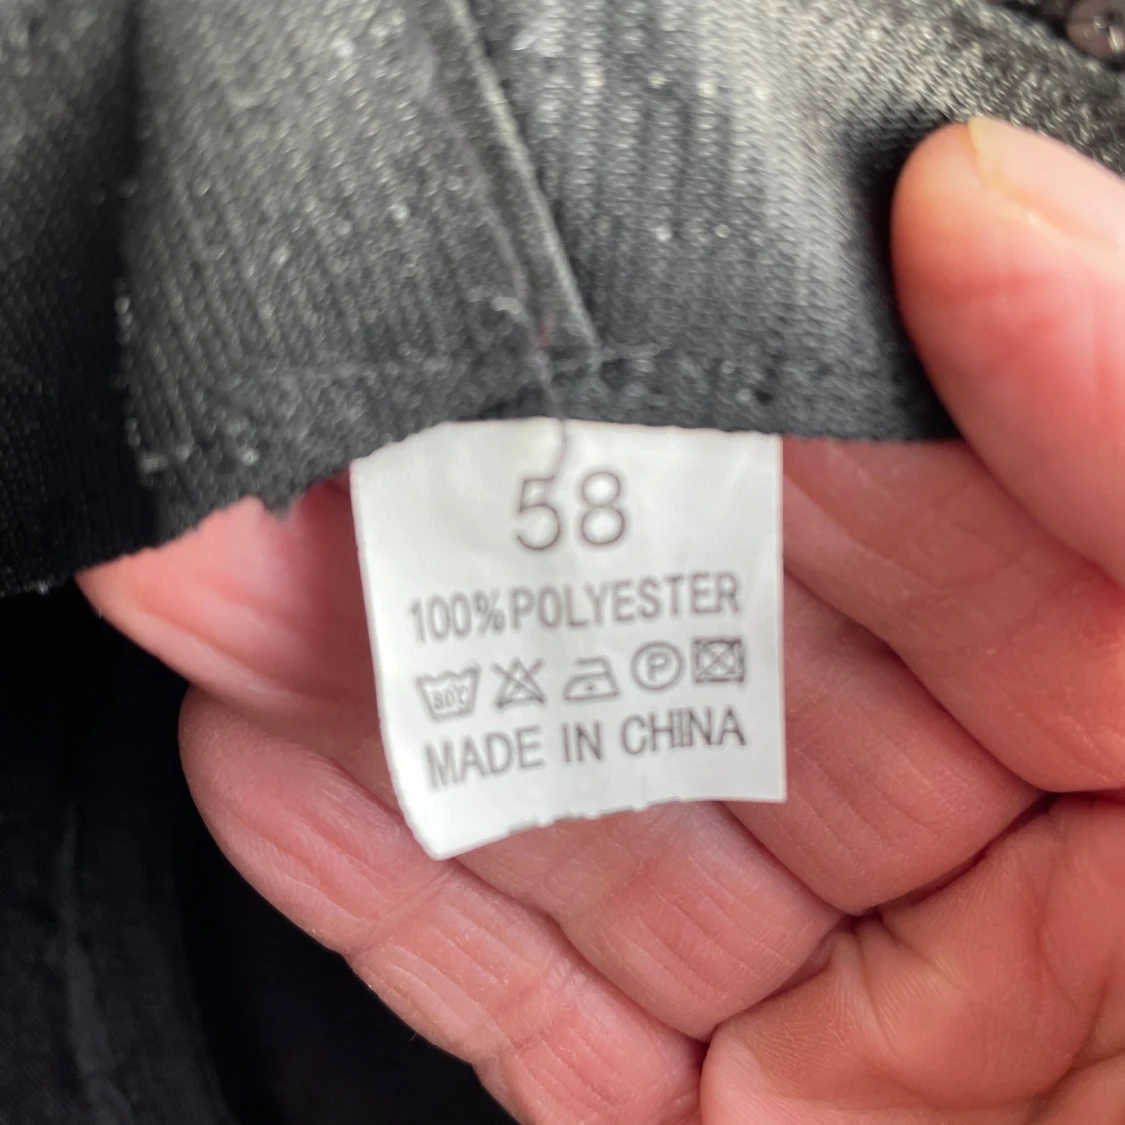 58
100%POLYESTER
30℃ P
MADE IN CHINA